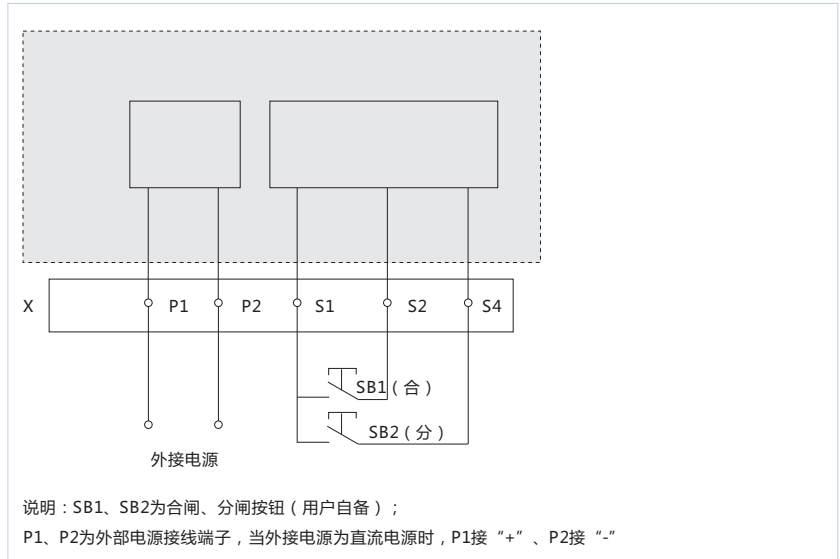 X P1 P2 S1 S2 S4
SB1（合）
SB2（分）
外接电源
说明：SB1、SB2为合闸、分闸按钮（用户自备）；
P1、P2为外部电源接线端子，当外接电源为直流电源时，P1接“+”、P2接“-”